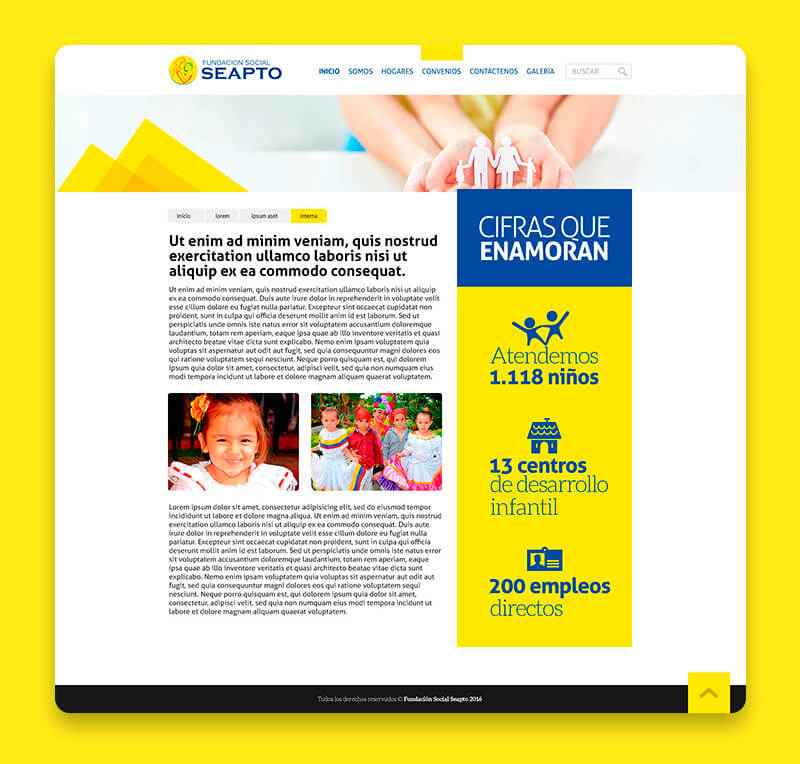 FUNDACION SOCIAL
SEAPTO
INICIO SOMOS HOGARES CONVENIOS CONTÁCTENOS GALERÍA BUSCAR
Inicio lorem ipsum aset interna
Ut enim ad minim veniam, quis nostrud
exercitation ullamco laboris nisi ut
aliquip ex ea commodo consequat.
Ut enim ad minim veniam, quis nostrud exercitation ullamco laboris nisi ut aliquip
ex ea commodo consequat. Duis aute irure dolor in reprehenderit in voluptate velit
esse cillum dolore eu fugiat nulla pariatur. Excepteur sint occaecat cupidatat non
proident, sunt in culpa qui officia deserunt mollit anim id est laborum. Sed ut
perspiciatis unde omnis iste natus error sit voluptatem accusantium doloremque
laudantium, totam rem aperiam, eaque ipsa quae ab illo inventore veritatis et quasi
architecto beatae vitae dicta sunt explicabo. Nemo enim ipsam voluptatem quia
voluptas sit aspernatur aut odit aut fugit, sed quia consequuntur magni dolores eos
qui ratione voluptatem sequi nesciunt. Neque porro quisquam est, qui dolorem
ipsum quia dolor sit amet, consectetur, adipisci velit, sed quia non numquam eius
modi tempora incidunt ut labore et dolore magnam aliquam quaerat voluptatem.
Lorem ipsum dolor sit amet, consectetur adipisicing elit, sed do eiusmod tempor
incididunt ut labore et dolore magna aliqua. Ut enim ad minim veniam, quis nostrud
exercitation ullamco laboris nisi ut aliquip ex ea commodo consequat. Duis aute
irure dolor in reprehenderit in voluptate velit esse cillum dolore eu fugiat nulla
pariatur. Excepteur sint occaecat cupidatat non proident, sunt in culpa qui officia
deserunt mollit anim id est laborum. Sed ut perspiciatis unde omnis iste natus error
sit voluptatem accusantium doloremque laudantium, totam rem aperiam, eaque
ipsa quae ab illo inventore veritatis et quasi architecto beatae vitae dicta sunt
explicabo. Nemo enim ipsam voluptatem quia voluptas sit aspernatur aut odit aut
fugit, sed quia consequuntur magni dolores eos qui ratione voluptatem sequi
nesciunt. Neque porro quisquam est, qui dolorem ipsum quia dolor sit amet,
consectetur, adipisci velit, sed quia non numquam eius modi tempora incidunt ut
labore et dolore magnam aliquam quaerat voluptatem.
CIFRAS QUE
ENAMORAN
Atendemos
1.118 niños
13 centros
de desarrollo
infantil
200 empleos
directos
Todos los derechos reservados © Fundación Social Seapto 2016